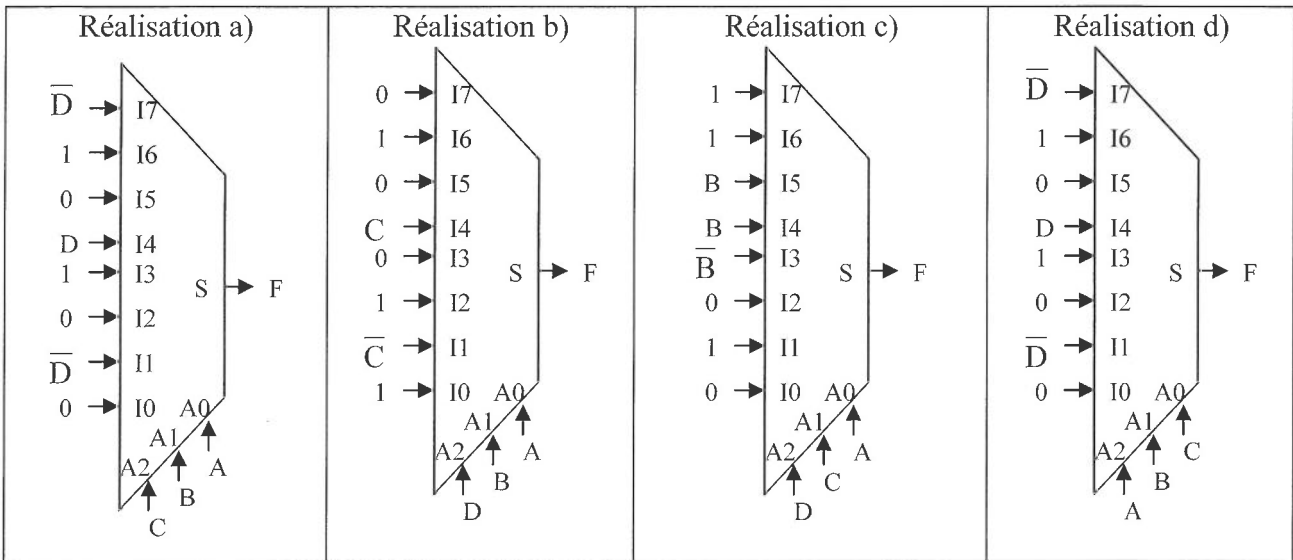 Réalisation a)
D̅ I7
1 I6
0 I5
D I4
1 I3
0 I2
D̅ I1
0 I0
S F
A0
A1
A2
A
B
C
Réalisation b)
0 I7
1 I6
0 I5
C I4
0 I3
1 I2
C̅ I1
1 I0
S F
A0
A1
A2
A
B
D
Réalisation c)
1 I7
1 I6
B I5
B I4
B̅ I3
0 I2
1 I1
0 I0
S F
A0
A1
A2
A
C
D
Réalisation d)
D̅ I7
1 I6
0 I5
D I4
1 I3
0 I2
D̅ I1
0 I0
S F
A0
A1
A2
C
B
A